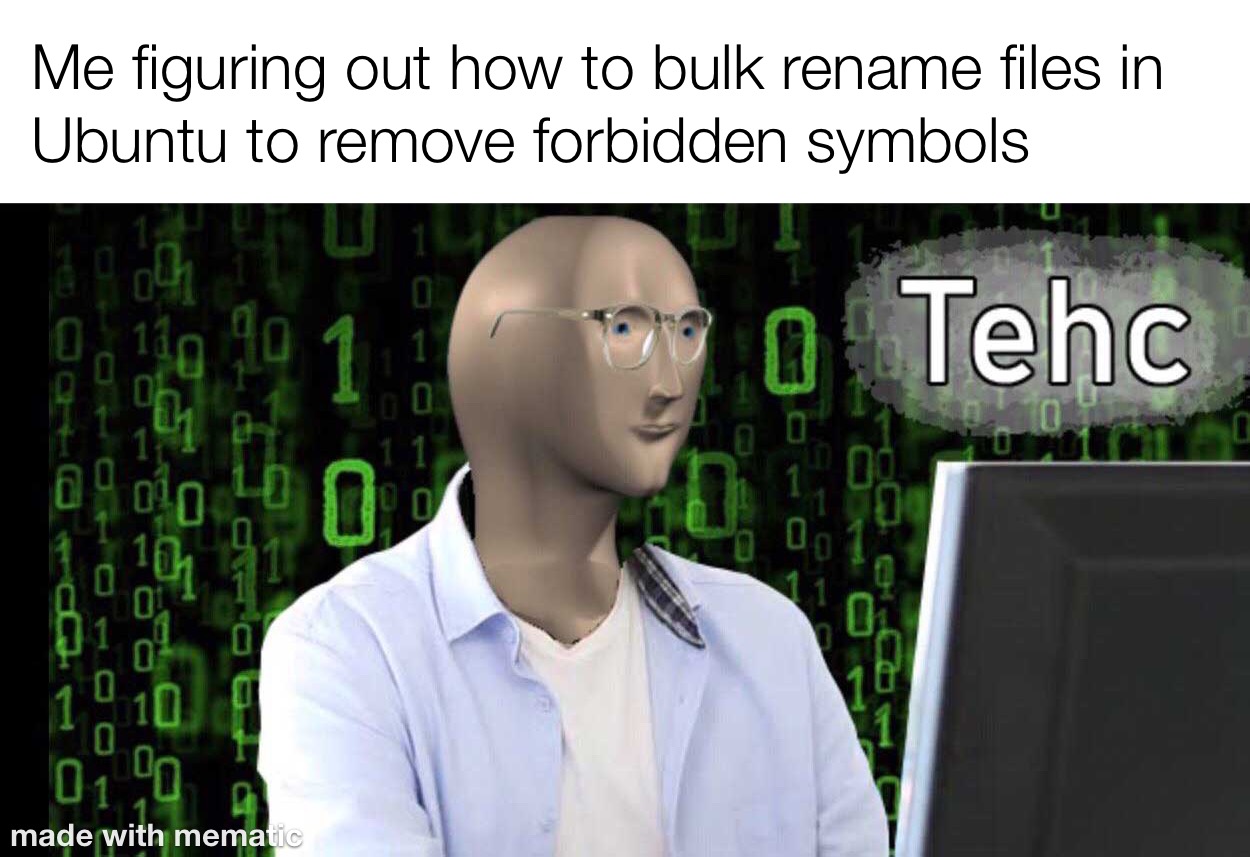 Me figuring out how to bulk rename files in
Ubuntu to remove forbidden symbols
Tehc
made with mematic